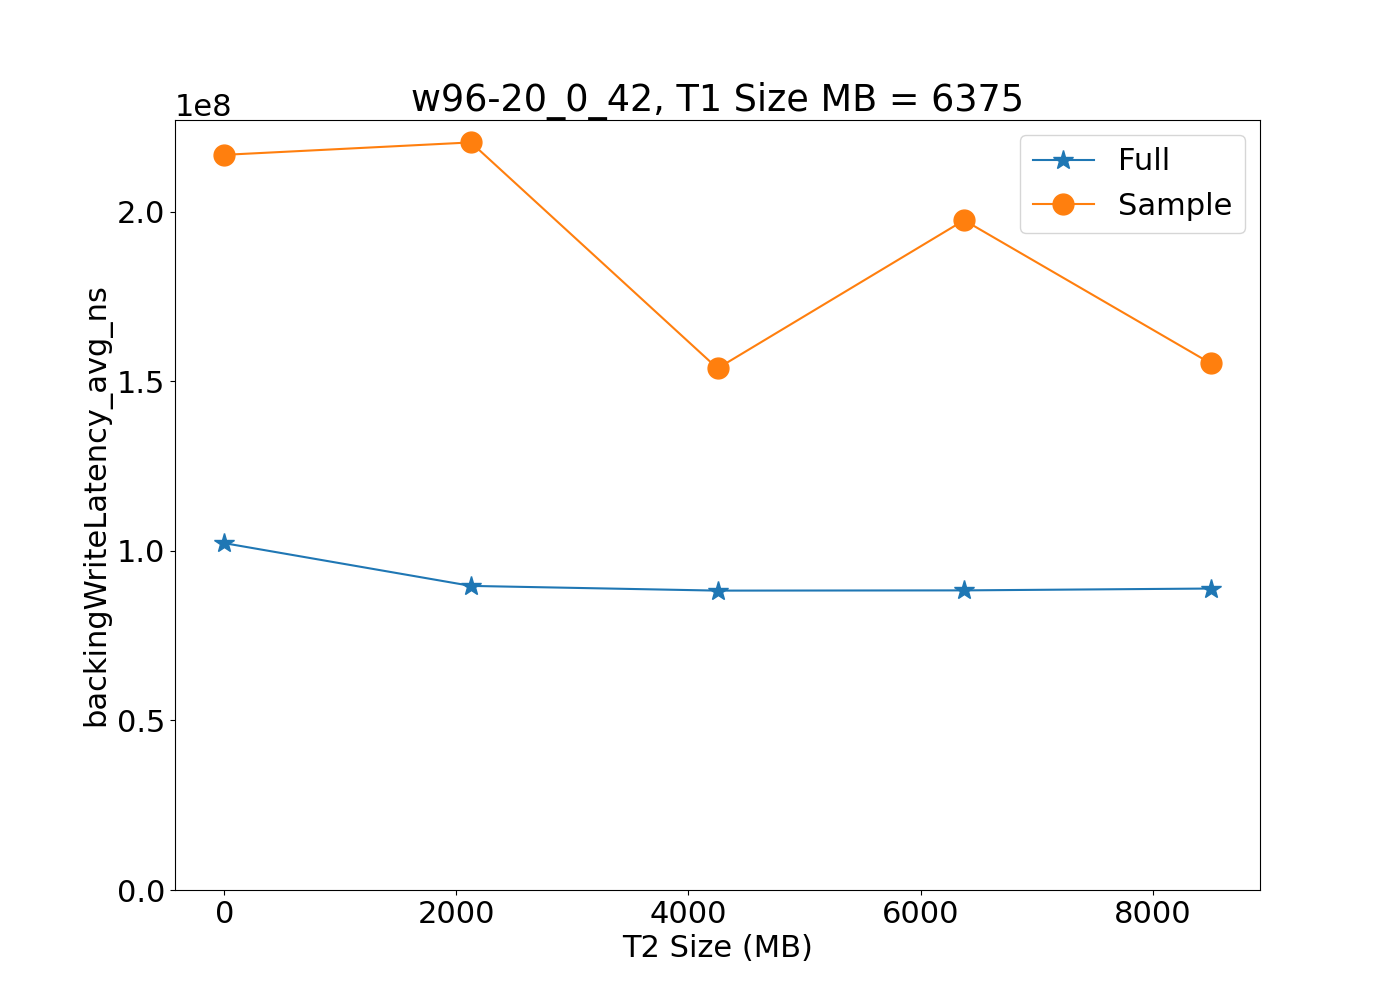 w96-20_0_42, T1 Size MB = 6375
1e8
Full
Sample
2.0
1.5
1.0
0.5
0.0
backingWriteLatency_avg_ns
0 2000 4000 6000 8000
T2 Size (MB)